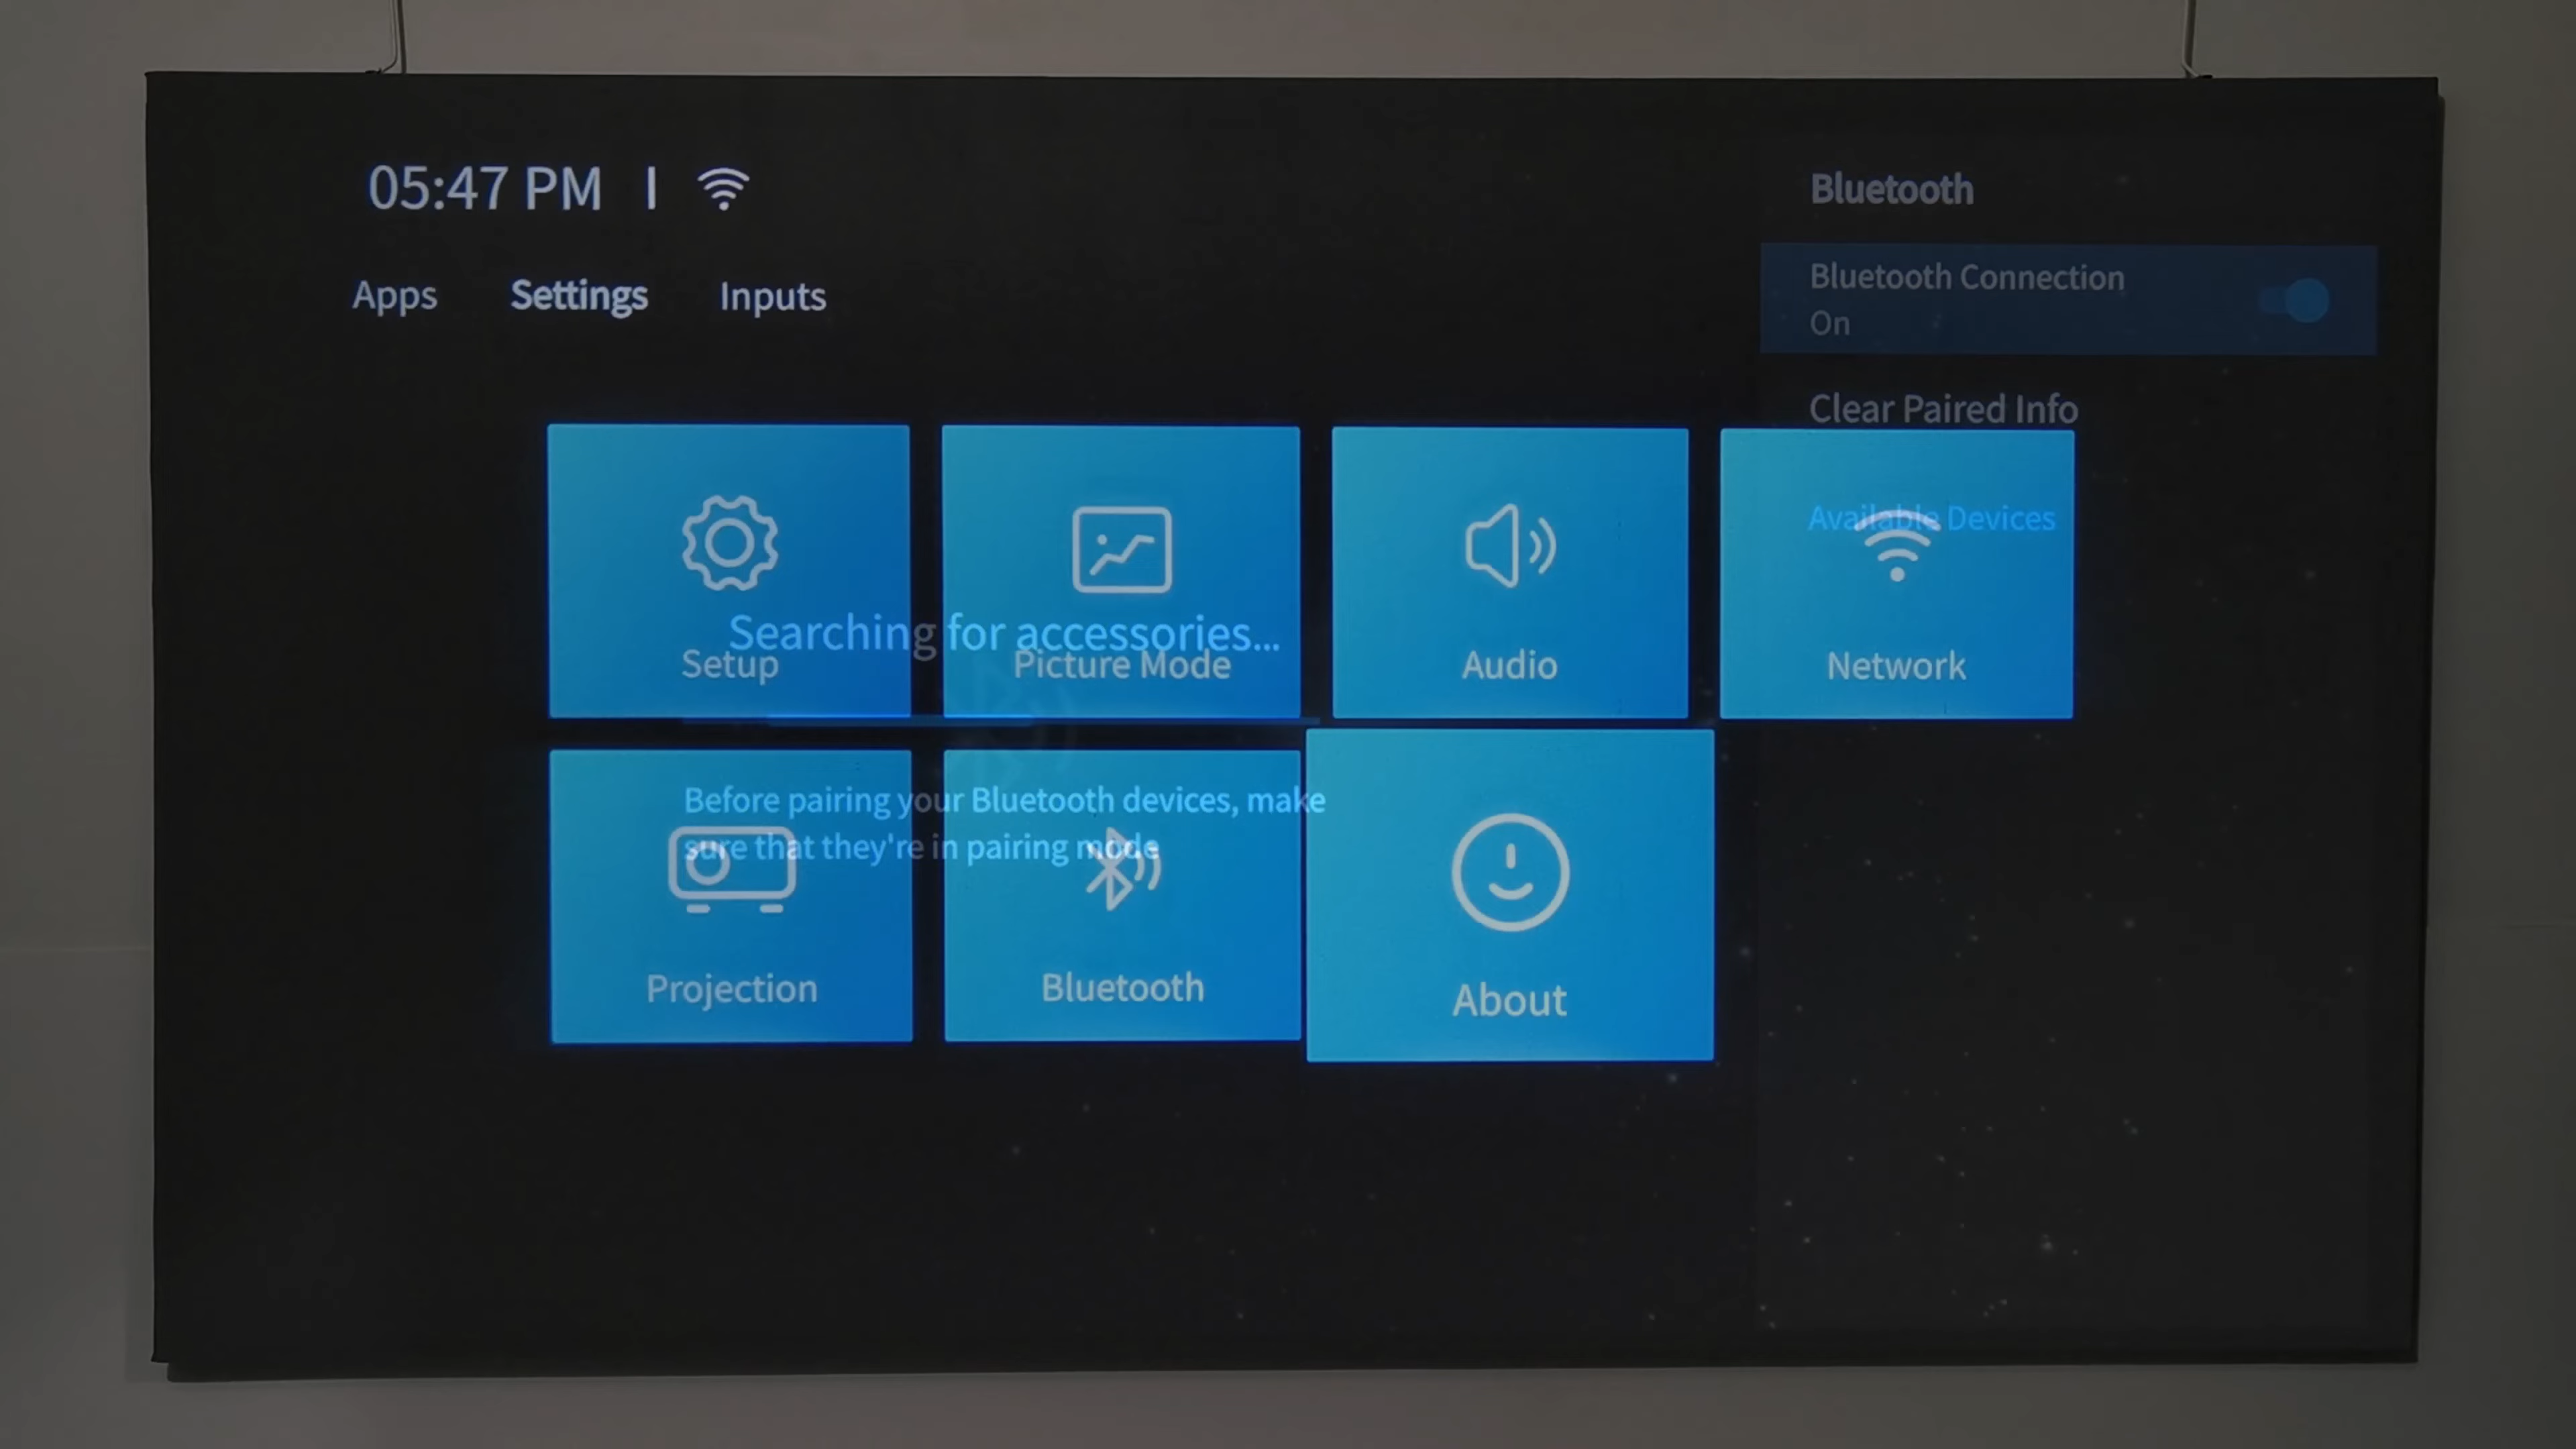 05:47 PM
Apps
Settings
Inputs
Bluetooth
Bluetooth Connection
On
Clear Paired Info
Available Devices
Searching for accessories...
Setup
Picture Mode
Audio
Network
Before pairing your Bluetooth devices, make
sure that they're in pairing mode
Projection
Bluetooth
About